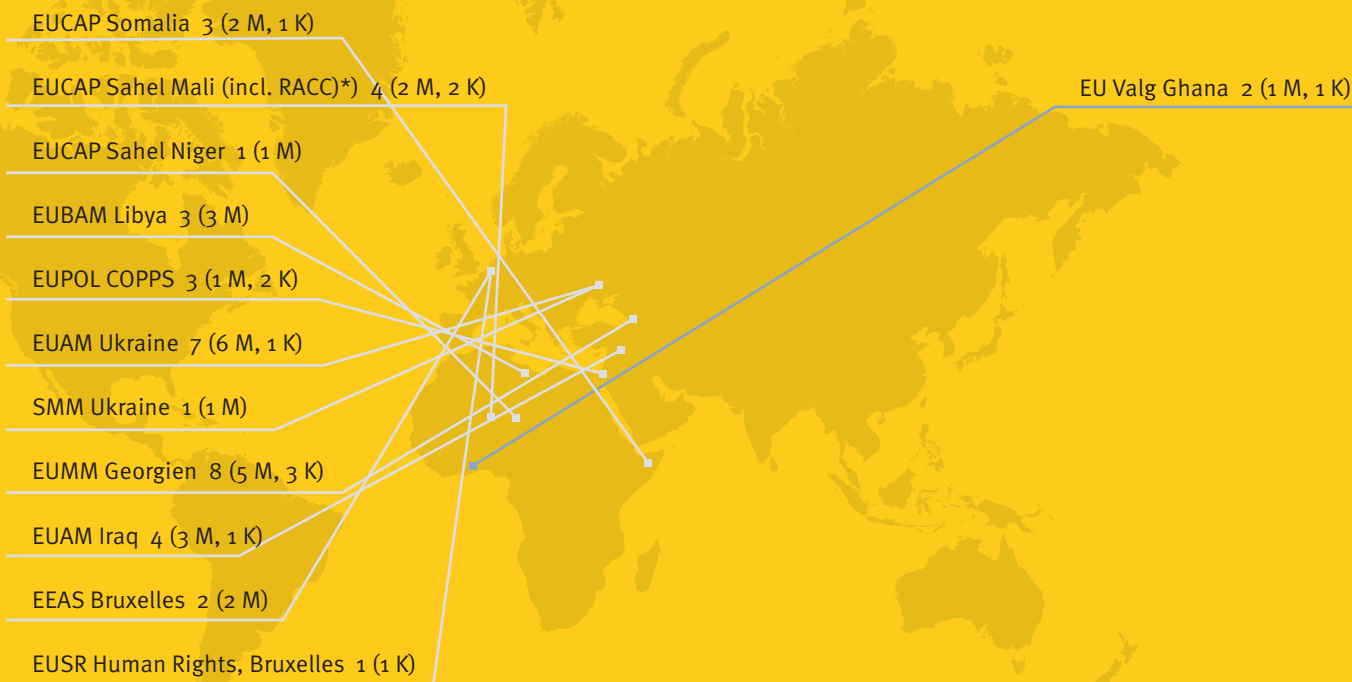 EUCAP Somalia 3 (2 M, 1 K)
EUCAP Sahel Mali (incl. RACC)*) 4 (2 M, 2 K)
EUCAP Sahel Niger 1 (1 M)
EUBAM Libya 3 (3 M)
EUPOL COPPS 3 (1 M, 2 K)
EUAM Ukraine 7 (6 M, 1 K)
SMM Ukraine 1 (1 M)
EUMM Georgien 8 (5 M, 3 K)
EUAM Iraq 4 (3 M, 1 K)
EEAS Bruxelles 2 (2 M)
EUSR Human Rights, Bruxelles 1 (1 K)
EU Valg Ghana 2 (1 M, 1 K)